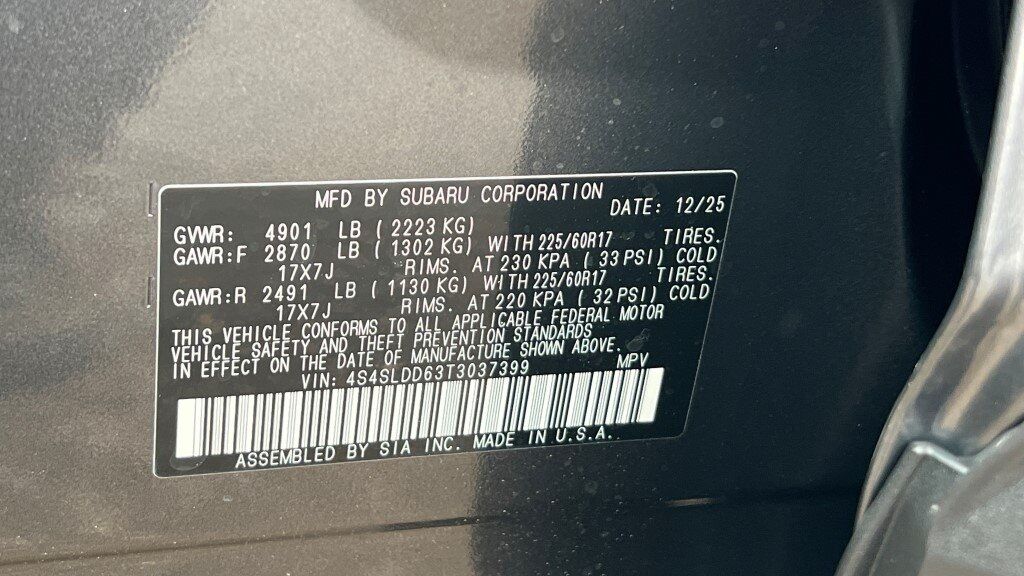 MFD BY SUBARU CORPORATION
DATE: 12/25
GVWR: 4901 LB ( 2223 KG)
GAWR:F 2870 LB ( 1302 KG) WITH 225/60R17 TIRES.
17X7J RIMS. AT 230 KPA ( 33 PSI) COLD
GAWR:R 2491 LB ( 1130 KG) WITH 225/60R17 TIRES.
17X7J RIMS. AT 220 KPA ( 32 PSI) COLD
THIS VEHICLE CONFORMS TO ALL APPLICABLE FEDERAL MOTOR
VEHICLE SAFETY AND THEFT PREVENTION STANDARDS
IN EFFECT ON THE DATE OF MANUFACTURE SHOWN ABOVE.
VIN: 4S4SLDD63T3037399 MPV
ASSEMBLED BY SIA INC. MADE IN U.S.A.